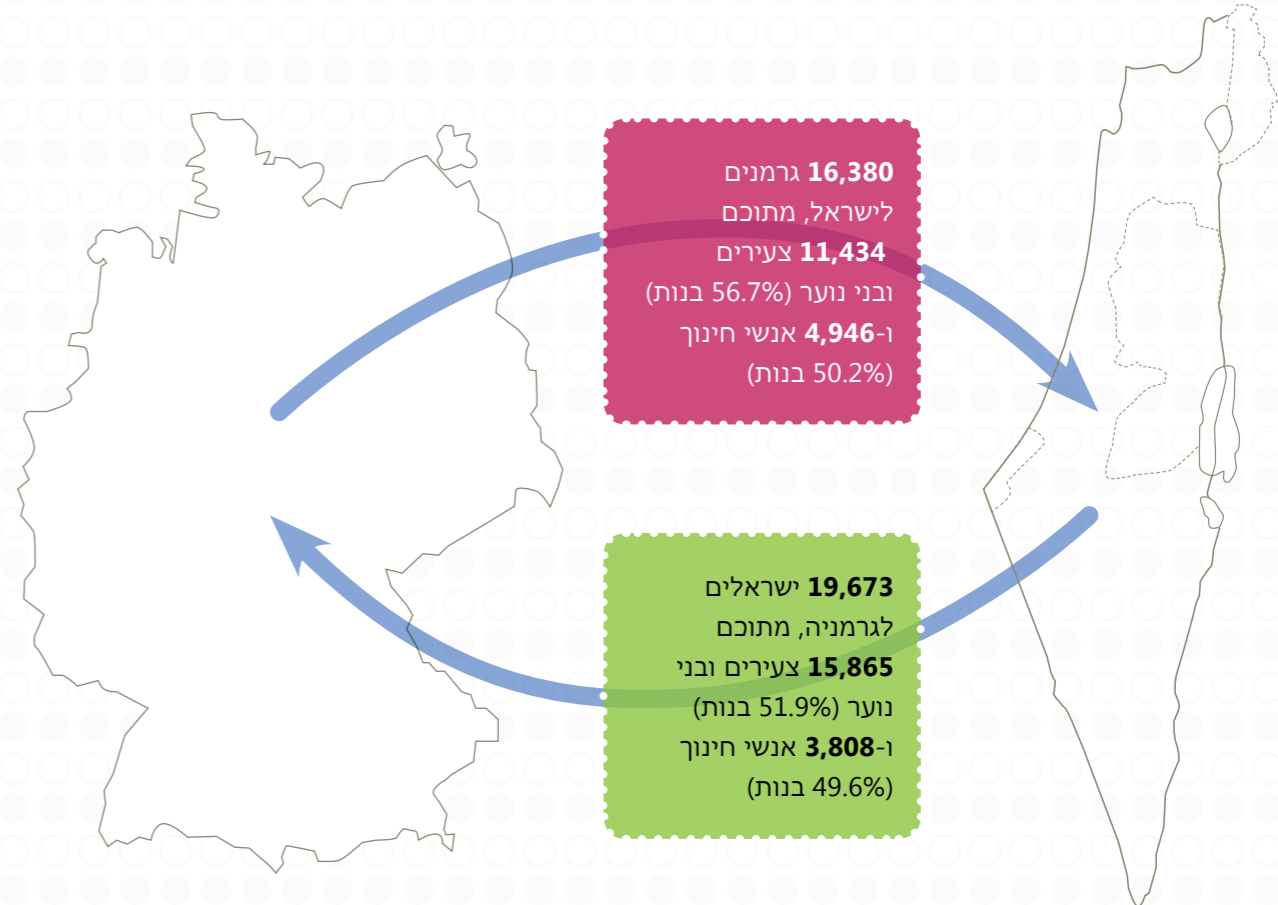 16,380 גרמנים
לישראל, מתוכם
11,434 צעירים
ובני נוער (56.7% בנות)
ו-4,946 אנשי חינוך
(50.2% בנות)
19,673 ישראלים
לגרמניה, מתוכם
15,865 צעירים ובני
נוער (51.9% בנות)
ו-3,808 אנשי חינוך
(49.6% בנות)